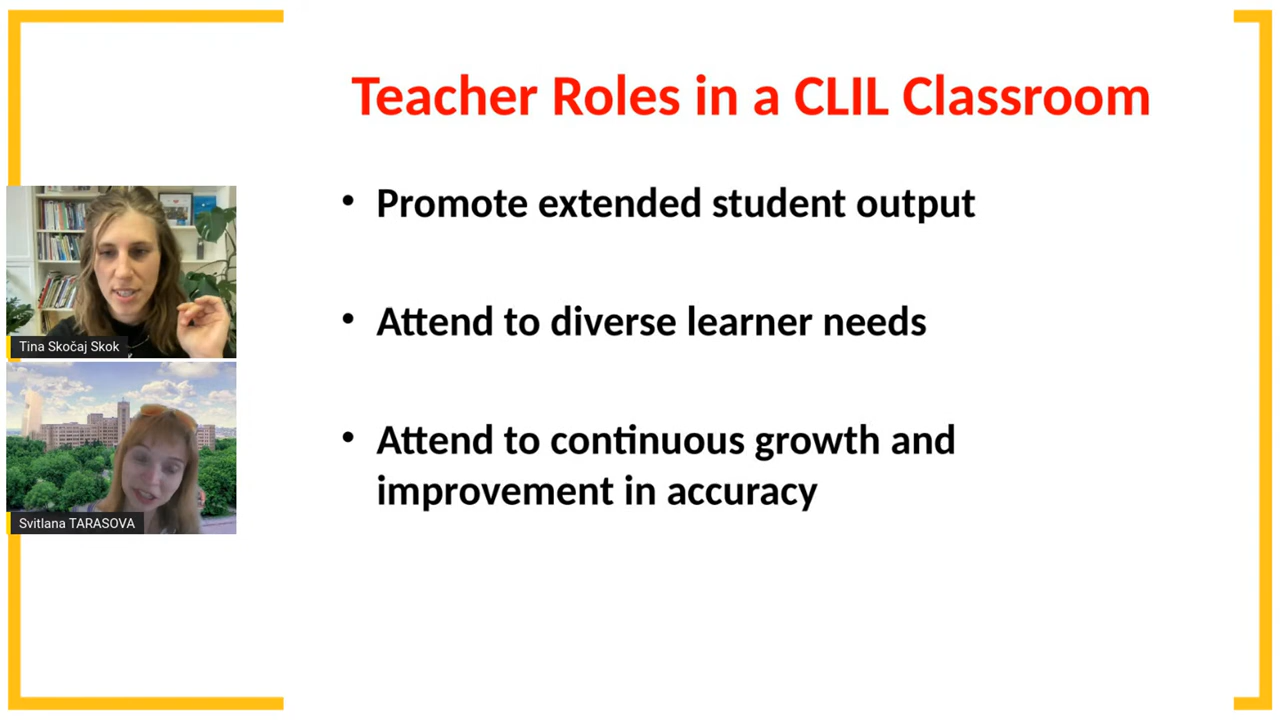 Teacher Roles in a CLIL Classroom
• Promote extended student output
• Attend to diverse learner needs
• Attend to continuous growth and
improvement in accuracy
Tina Skočaj Skok
Svitlana TARASOVA